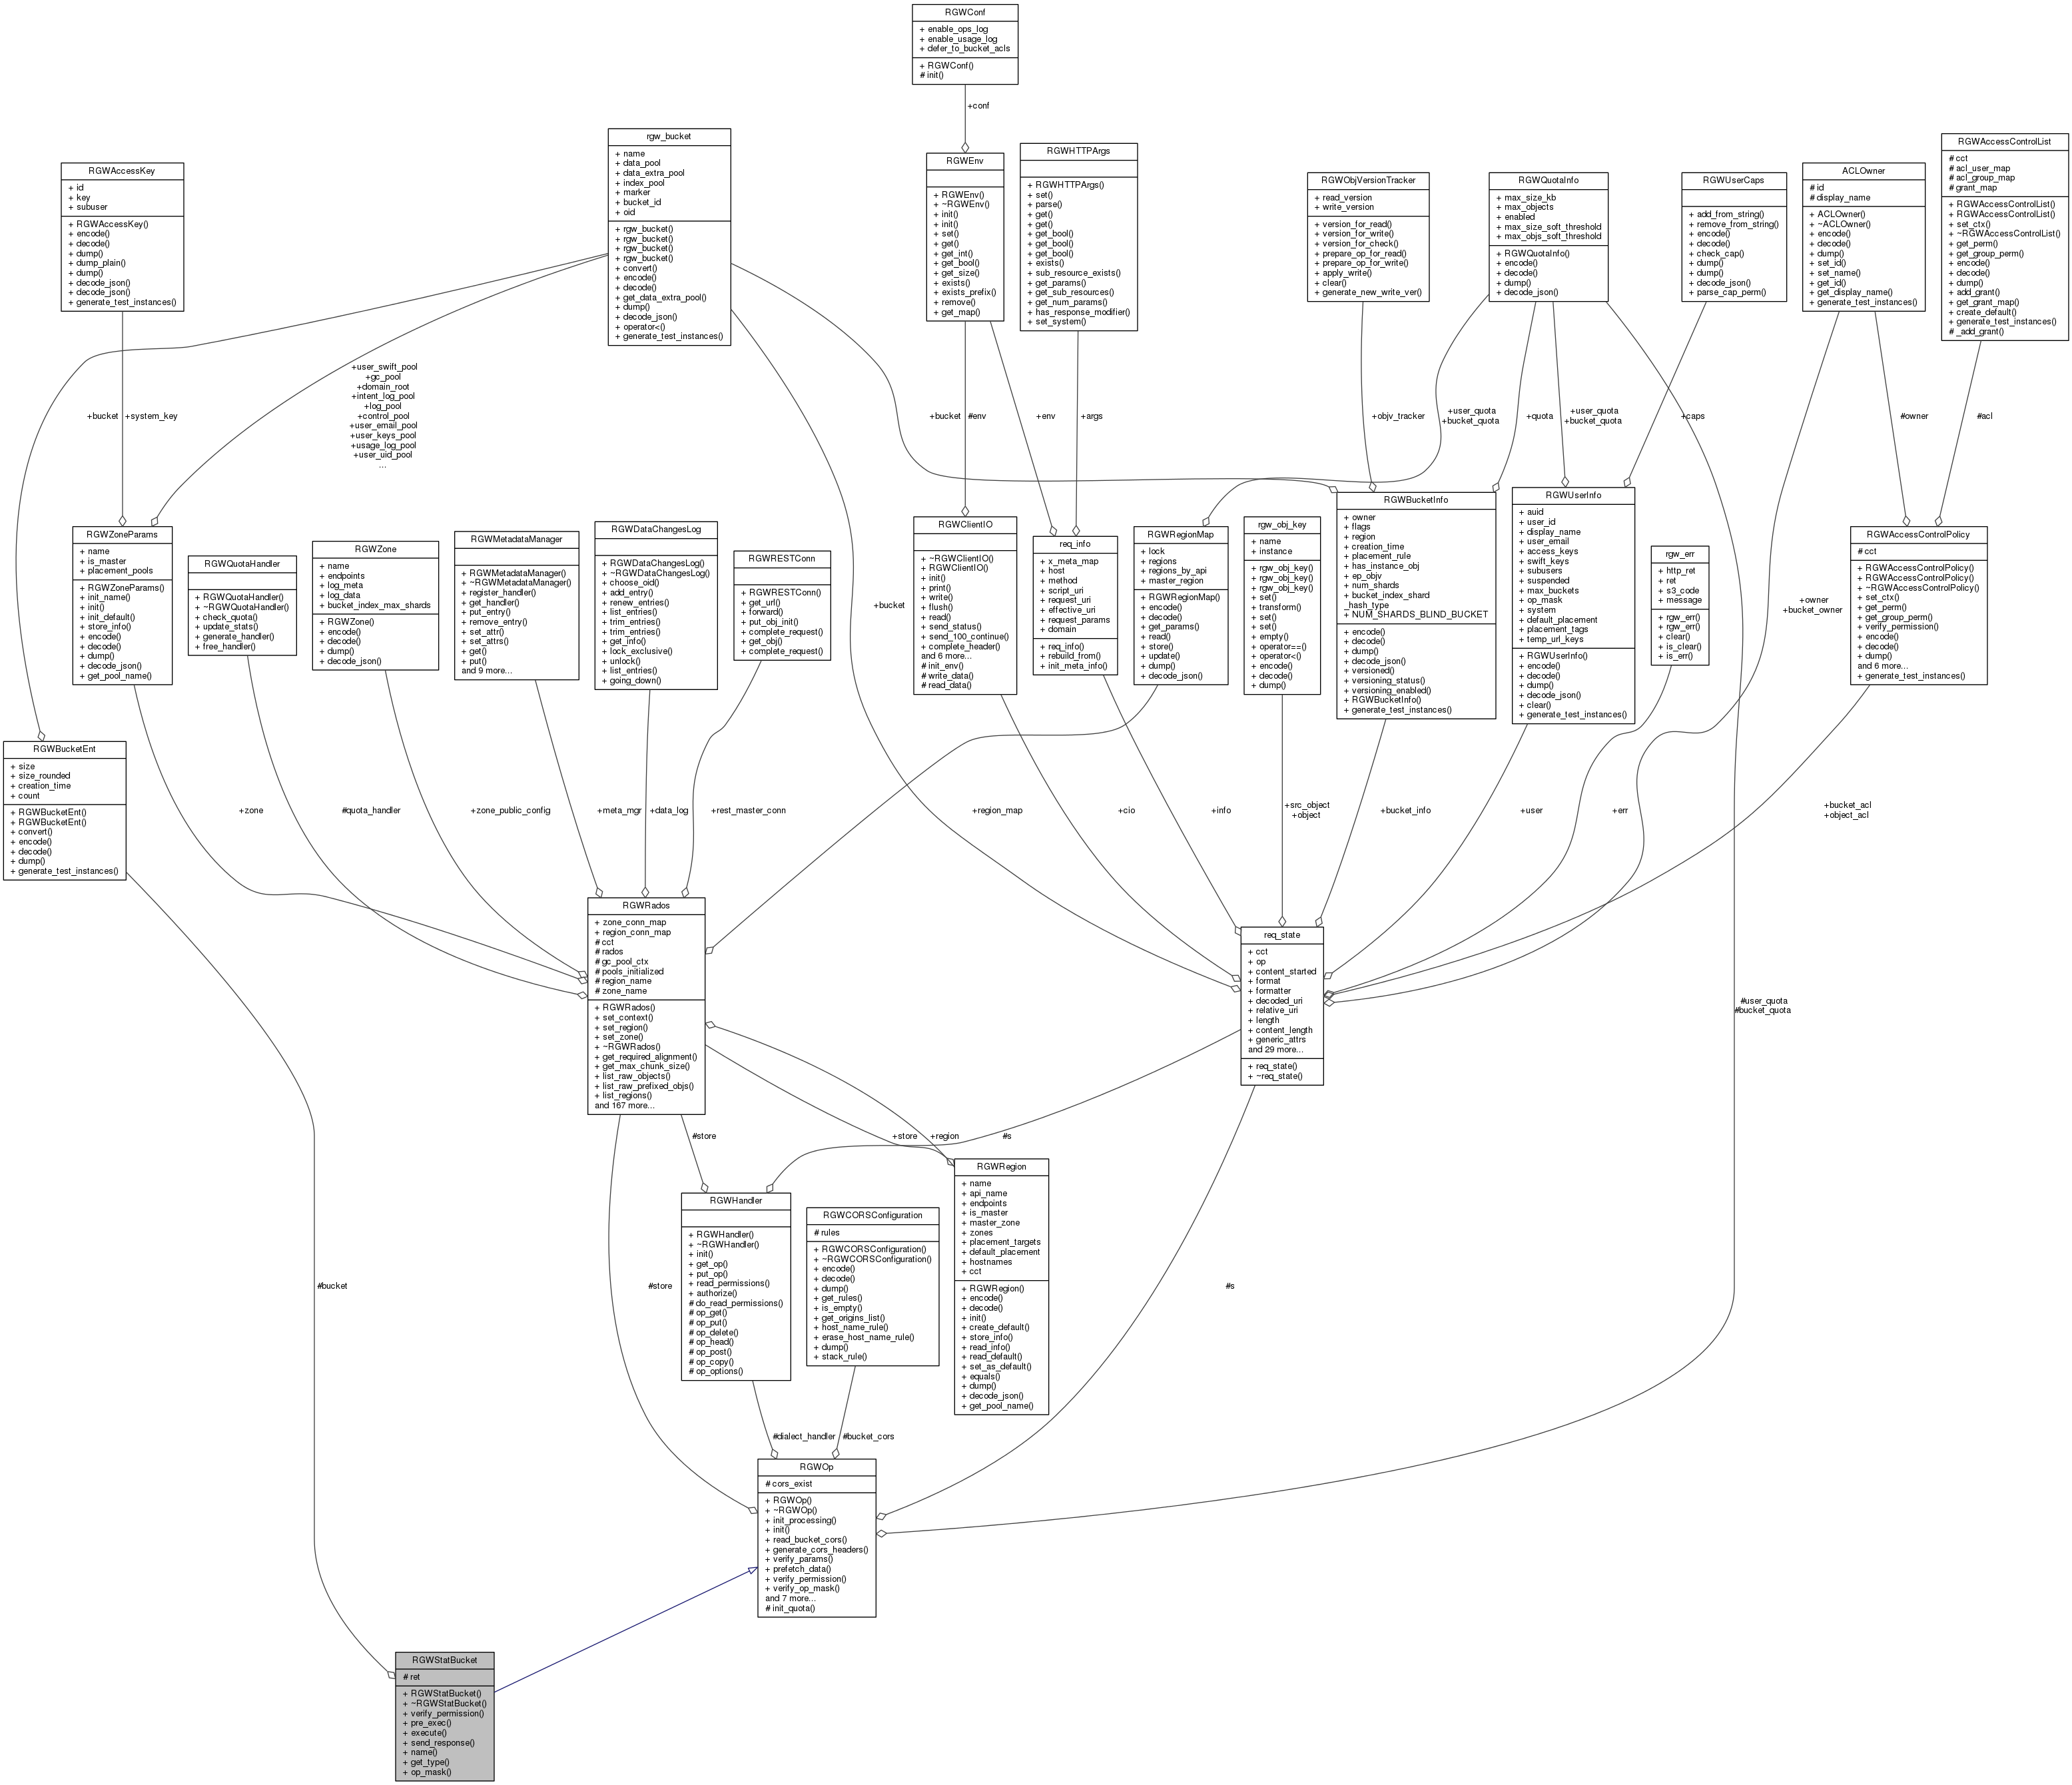 RGWConf
+ enable_ops_log
+ enable_usage_log
+ defer_to_bucket_acls
+ RGWConf()
# init()
+conf
rgw_bucket
+ name
+ data_pool
+ data_extra_pool
+ index_pool
+ marker
+ bucket_id
+ oid
+ rgw_bucket()
+ rgw_bucket()
+ rgw_bucket()
+ rgw_bucket()
+ convert()
+ encode()
+ decode()
+ get_data_extra_pool()
+ dump()
+ decode_json()
+ operator<()
+ generate_test_instances()
RGWAccessControlList
# cct
# acl_user_map
# acl_group_map
# grant_map
+ RGWAccessControlList()
+ RGWAccessControlList()
+ set_ctx()
+ ~RGWAccessControlList()
+ get_perm()
+ get_group_perm()
+ encode()
+ decode()
+ dump()
+ add_grant()
+ get_grant_map()
+ create_default()
+ generate_test_instances()
# _add_grant()
RGWHTTPArgs
+ RGWHTTPArgs()
+ set()
+ parse()
+ get()
+ get()
+ get_bool()
+ get_bool()
+ get_bool()
+ exists()
+ sub_resource_exists()
+ get_params()
+ get_sub_resources()
+ get_num_params()
+ has_response_modifier()
+ set_system()
RGWEnv
+ RGWEnv()
+ ~RGWEnv()
+ init()
+ init()
+ set()
+ get()
+ get_int()
+ get_bool()
+ get_size()
+ exists()
+ exists_prefix()
+ remove()
+ get_map()
RGWAccessKey
+ id
+ key
+ subuser
+ RGWAccessKey()
+ encode()
+ decode()
+ dump()
+ dump_plain()
+ dump()
+ decode_json()
+ decode_json()
+ generate_test_instances()
ACLOwner
# id
# display_name
+ ACLOwner()
+ ~ACLOwner()
+ encode()
+ decode()
+ dump()
+ set_id()
+ set_name()
+ get_id()
+ get_display_name()
+ generate_test_instances()
RGWObjVersionTracker
+ read_version
+ write_version
+ version_for_read()
+ version_for_write()
+ version_for_check()
+ prepare_op_for_read()
+ prepare_op_for_write()
+ apply_write()
+ clear()
+ generate_new_write_ver()
RGWQuotaInfo
+ max_size_kb
+ max_objects
+ enabled
+ max_size_soft_threshold
+ max_objs_soft_threshold
+ RGWQuotaInfo()
+ encode()
+ decode()
+ dump()
+ decode_json()
RGWUserCaps
+ add_from_string()
+ remove_from_string()
+ encode()
+ decode()
+ check_cap()
+ dump()
+ dump()
+ decode_json()
+ parse_cap_perm()
+bucket
+system_key
+user_swift_pool
+gc_pool
+domain_root
+intent_log_pool
+log_pool
+control_pool
+user_email_pool
+user_keys_pool
+usage_log_pool
+user_uid_pool
...
+bucket
#env
+env
+args
+objv_tracker
+user_quota
+bucket_quota
+quota
+user_quota
+bucket_quota
+caps
#owner
#acl
RGWZoneParams
+ name
+ is_master
+ placement_pools
+ RGWZoneParams()
+ init_name()
+ init()
+ init_default()
+ store_info()
+ encode()
+ decode()
+ dump()
+ decode_json()
+ get_pool_name()
RGWQuotaHandler
+ RGWQuotaHandler()
+ ~RGWQuotaHandler()
+ check_quota()
+ update_stats()
+ generate_handler()
+ free_handler()
RGWZone
+ name
+ endpoints
+ log_meta
+ log_data
+ bucket_index_max_shards
+ RGWZone()
+ encode()
+ decode()
+ dump()
+ decode_json()
RGWMetadataManager
+ RGWMetadataManager()
+ ~RGWMetadataManager()
+ register_handler()
+ get_handler()
+ put_entry()
+ remove_entry()
+ set_attr()
+ set_attrs()
+ get()
+ put()
and 9 more...
RGWDataChangesLog
+ RGWDataChangesLog()
+ ~RGWDataChangesLog()
+ choose_oid()
+ add_entry()
+ renew_entries()
+ list_entries()
+ trim_entries()
+ trim_entries()
+ get_info()
+ lock_exclusive()
+ unlock()
+ list_entries()
+ going_down()
RGWRESTConn
+ RGWRESTConn()
+ get_url()
+ forward()
+ put_obj_init()
+ complete_request()
+ get_obj()
+ complete_request()
+bucket
RGWClientIO
+ ~RGWClientIO()
+ RGWClientIO()
+ init()
+ print()
+ write()
+ flush()
+ read()
+ send_status()
+ send_100_continue()
+ complete_header()
and 6 more...
# init_env()
# write_data()
# read_data()
req_info
+ x_meta_map
+ host
+ method
+ script_uri
+ request_uri
+ effective_uri
+ request_params
+ domain
+ req_info()
+ rebuild_from()
+ init_meta_info()
RGWRegionMap
+ lock
+ regions
+ regions_by_api
+ master_region
+ RGWRegionMap()
+ encode()
+ decode()
+ get_params()
+ read()
+ store()
+ update()
+ dump()
+ decode_json()
rgw_obj_key
+ name
+ instance
+ rgw_obj_key()
+ rgw_obj_key()
+ rgw_obj_key()
+ set()
+ transform()
+ set()
+ set()
+ empty()
+ operator==()
+ operator<()
+ encode()
+ decode()
+ dump()
RGWBucketInfo
+ owner
+ flags
+ region
+ creation_time
+ placement_rule
+ has_instance_obj
+ ep_objv
+ num_shards
+ bucket_index_shard
_hash_type
+ NUM_SHARDS_BLIND_BUCKET
+ encode()
+ decode()
+ dump()
+ decode_json()
+ versioned()
+ versioning_status()
+ versioning_enabled()
+ RGWBucketInfo()
+ generate_test_instances()
RGWUserInfo
+ auid
+ user_id
+ display_name
+ user_email
+ access_keys
+ swift_keys
+ subusers
+ suspended
+ max_buckets
+ op_mask
+ system
+ default_placement
+ placement_tags
+ temp_url_keys
+ RGWUserInfo()
+ encode()
+ decode()
+ dump()
+ decode_json()
+ clear()
+ generate_test_instances()
rgw_err
+ http_ret
+ ret
+ s3_code
+ message
+ rgw_err()
+ rgw_err()
+ clear()
+ is_clear()
+ is_err()
+owner
+bucket_owner
RGWAccessControlPolicy
# cct
+ RGWAccessControlPolicy()
+ RGWAccessControlPolicy()
+ ~RGWAccessControlPolicy()
+ set_ctx()
+ get_perm()
+ get_group_perm()
+ verify_permission()
+ encode()
+ decode()
+ dump()
and 6 more...
+ generate_test_instances()
RGWBucketEnt
+ size
+ size_rounded
+ creation_time
+ count
+ RGWBucketEnt()
+ RGWBucketEnt()
+ convert()
+ encode()
+ decode()
+ dump()
+ generate_test_instances()
+zone
#quota_handler
+zone_public_config
+meta_mgr
+data_log
+rest_master_conn
+region_map
+cio
+info
+src_object
+object
+bucket_info
+user
+err
+bucket_acl
+object_acl
RGWRados
+ zone_conn_map
+ region_conn_map
# cct
# rados
# gc_pool_ctx
# pools_initialized
# region_name
# zone_name
+ RGWRados()
+ set_context()
+ set_region()
+ set_zone()
+ ~RGWRados()
+ get_required_alignment()
+ get_max_chunk_size()
+ list_raw_objects()
+ list_raw_prefixed_objs()
+ list_regions()
and 167 more...
req_state
+ cct
+ op
+ content_started
+ format
+ formatter
+ decoded_uri
+ relative_uri
+ length
+ content_length
+ generic_attrs
and 29 more...
+ req_state()
+ ~req_state()
#user_quota
#bucket_quota
#store
+store
+region
#s
RGWRegion
+ name
+ api_name
+ endpoints
+ is_master
+ master_zone
+ zones
+ placement_targets
+ default_placement
+ hostnames
+ cct
+ RGWRegion()
+ encode()
+ decode()
+ init()
+ create_default()
+ store_info()
+ read_info()
+ read_default()
+ set_as_default()
+ equals()
+ dump()
+ decode_json()
+ get_pool_name()
RGWHandler
+ RGWHandler()
+ ~RGWHandler()
+ init()
+ get_op()
+ put_op()
+ read_permissions()
+ authorize()
# do_read_permissions()
# op_get()
# op_put()
# op_delete()
# op_head()
# op_post()
# op_copy()
# op_options()
RGWCORSConfiguration
# rules
+ RGWCORSConfiguration()
+ ~RGWCORSConfiguration()
+ encode()
+ decode()
+ dump()
+ get_rules()
+ is_empty()
+ get_origins_list()
+ host_name_rule()
+ erase_host_name_rule()
+ dump()
+ stack_rule()
#bucket
#store
#s
#dialect_handler
#bucket_cors
RGWOp
# cors_exist
+ RGWOp()
+ ~RGWOp()
+ init_processing()
+ init()
+ read_bucket_cors()
+ generate_cors_headers()
+ verify_params()
+ prefetch_data()
+ verify_permission()
+ verify_op_mask()
and 7 more...
# init_quota()
RGWStatBucket
# ret
+ RGWStatBucket()
+ ~RGWStatBucket()
+ verify_permission()
+ pre_exec()
+ execute()
+ send_response()
+ name()
+ get_type()
+ op_mask()